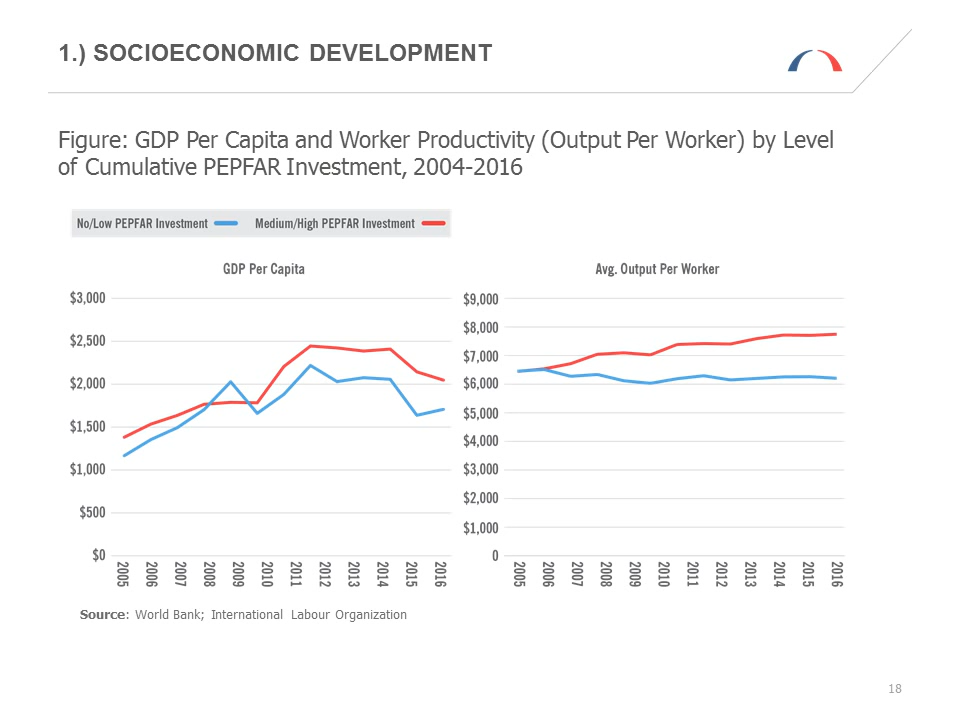 1.) SOCIOECONOMIC DEVELOPMENT
Figure: GDP Per Capita and Worker Productivity (Output Per Worker) by Level
of Cumulative PEPFAR Investment, 2004-2016
No/Low PEPFAR Investment
Medium/High PEPFAR Investment
GDP Per Capita
$3,000
$2,500
$2,000
$1,500
$1,000
$500
$0
2005 2006 2007 2008 2009 2010 2011 2012 2013 2014 2015 2016
Avg. Output Per Worker
$9,000
$8,000
$7,000
$6,000
$5,000
$4,000
$3,000
$2,000
$1,000
0
2005 2006 2007 2008 2009 2010 2011 2012 2013 2014 2015 2016
Source: World Bank; International Labour Organization
18